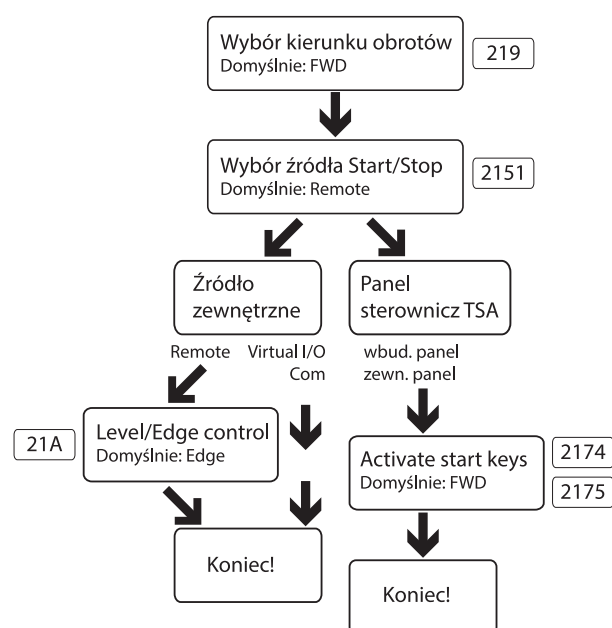 Wybór kierunku obrotów
Domyślnie: FWD
219
Wybór źródła Start/Stop
Domyślnie: Remote
2151
Źródło
zewnętrzne
Panel
sterownicz TSA
Remote
Virtual I/O
Com
wbud. panel
zewn. panel
21A
Level/Edge control
Domyślnie: Edge
Activate start keys
Domyślnie: FWD
2174
2175
Koniec!
Koniec!